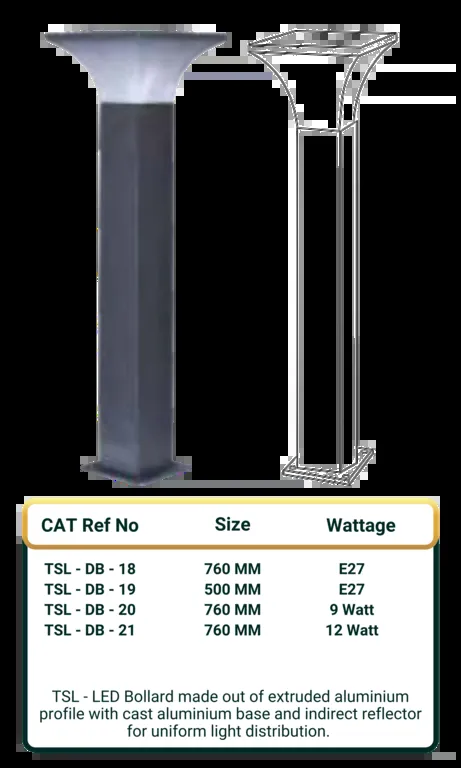 CAT Ref No Size Wattage
TSL - DB - 18 760 MM E27
TSL - DB - 19 500 MM E27
TSL - DB - 20 760 MM 9 Watt
TSL - DB - 21 760 MM 12 Watt
TSL - LED Bollard made out of extruded aluminium
profile with cast aluminium base and indirect reflector
for uniform light distribution.